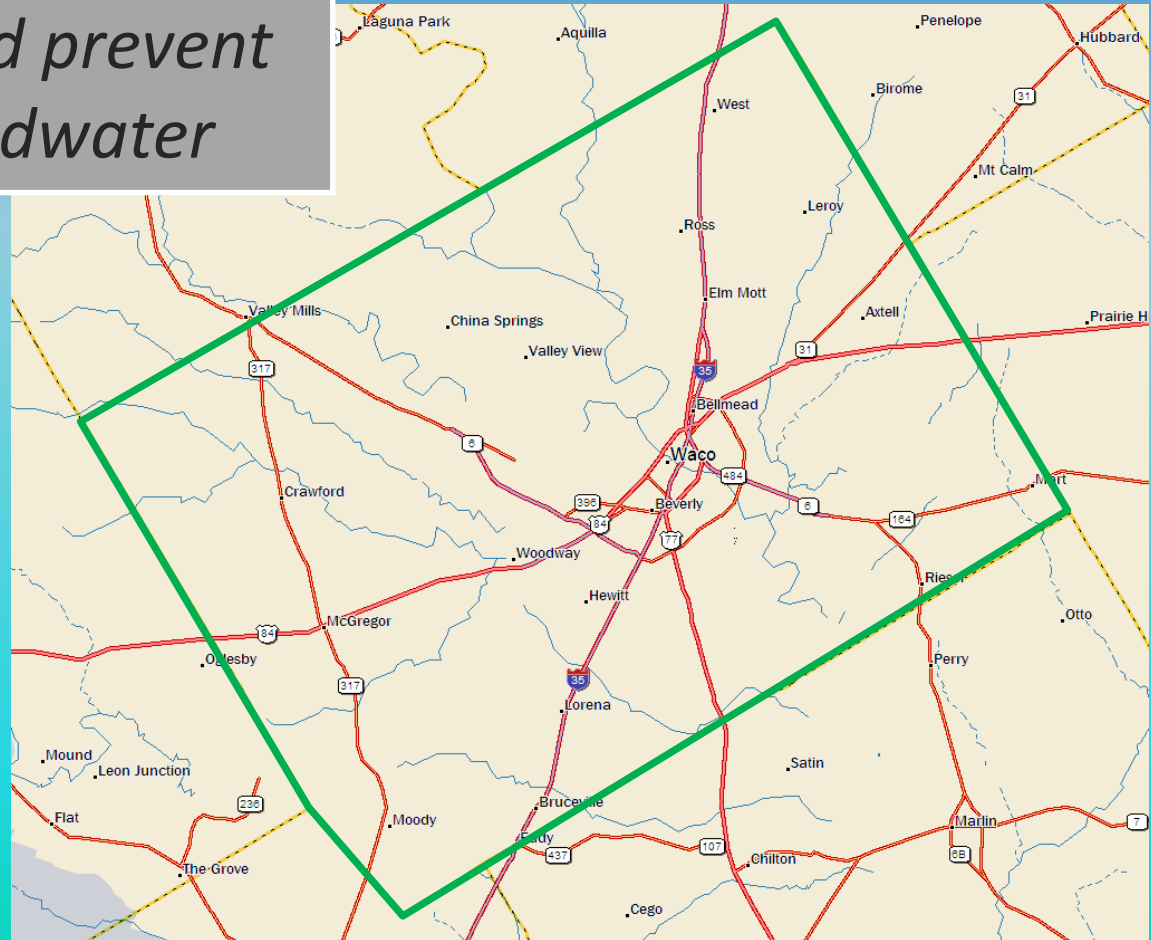 d prevent
dwater
Laguna Park
Aquilla
Penelope
Hubbard
West
Birome
31
Mt Calm
Leroy
Ross
Elm Mott
Valley Mills
China Springs
Axtell
Prairie H
Valley View
31
317
35
Bellmead
6
Waco
484
Mart
Crawford
396
Beverly
6
84
164
77
Woodway
Riesel
Hewitt
Otto
McGregor
84
Oglesby
Perry
317
35
Lorena
Mound
Leon Junction
Satin
236
Bruceville
Flat
Moody
Marlin
7
Eddy
437
107
6B
The Grove
Chilton
Cego